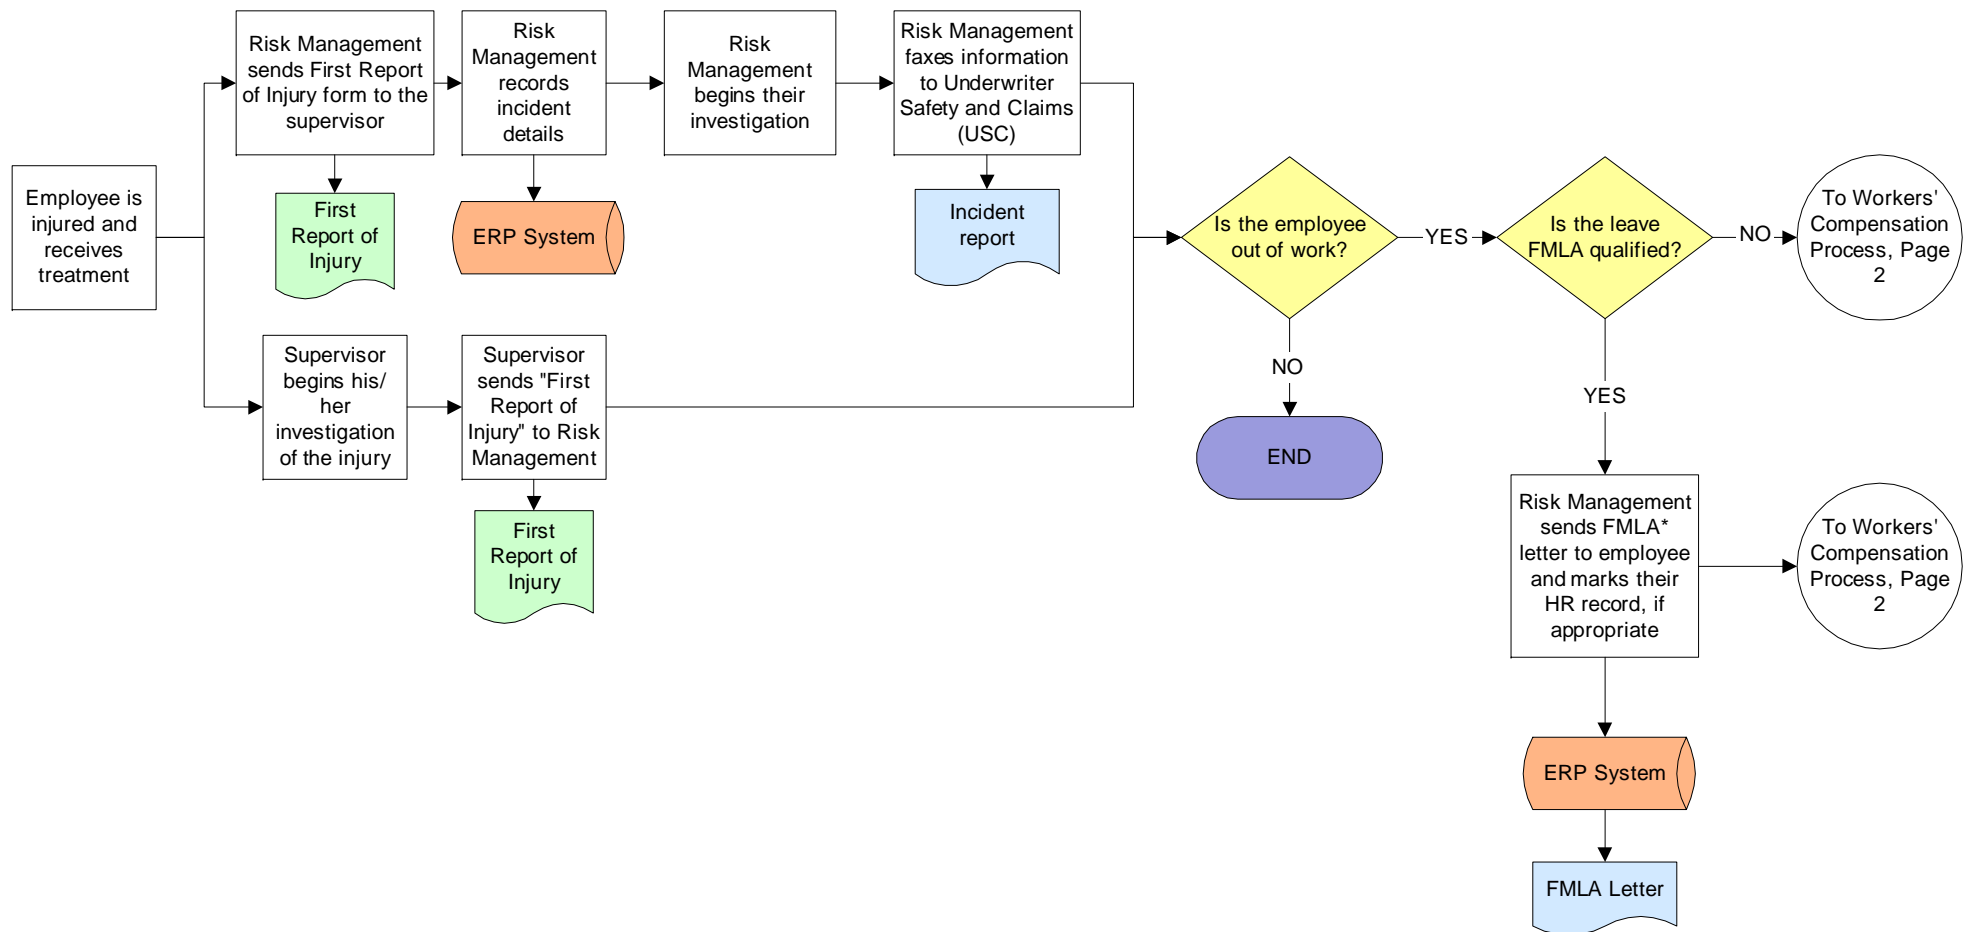 Employee is
injured and
receives
treatment
Risk Management
sends First Report
of Injury form to the
supervisor
Risk
Management
records
incident
details
Risk
Management
begins their
investigation
Risk Management
faxes information
to Underwriter
Safety and Claims
(USC)
First
Report of
Injury
ERP System
Incident
report
Supervisor
begins his/
her
investigation
of the injury
Supervisor
sends "First
Report of
Injury" to Risk
Management
First
Report of
Injury
Is the employee
out of work?
YES
NO
END
Is the leave
FMLA qualified?
NO
To Workers'
Compensation
Process, Page
2
YES
Risk Management
sends FMLA*
letter to employee
and marks their
HR record, if
appropriate
To Workers'
Compensation
Process, Page
2
ERP System
FMLA Letter